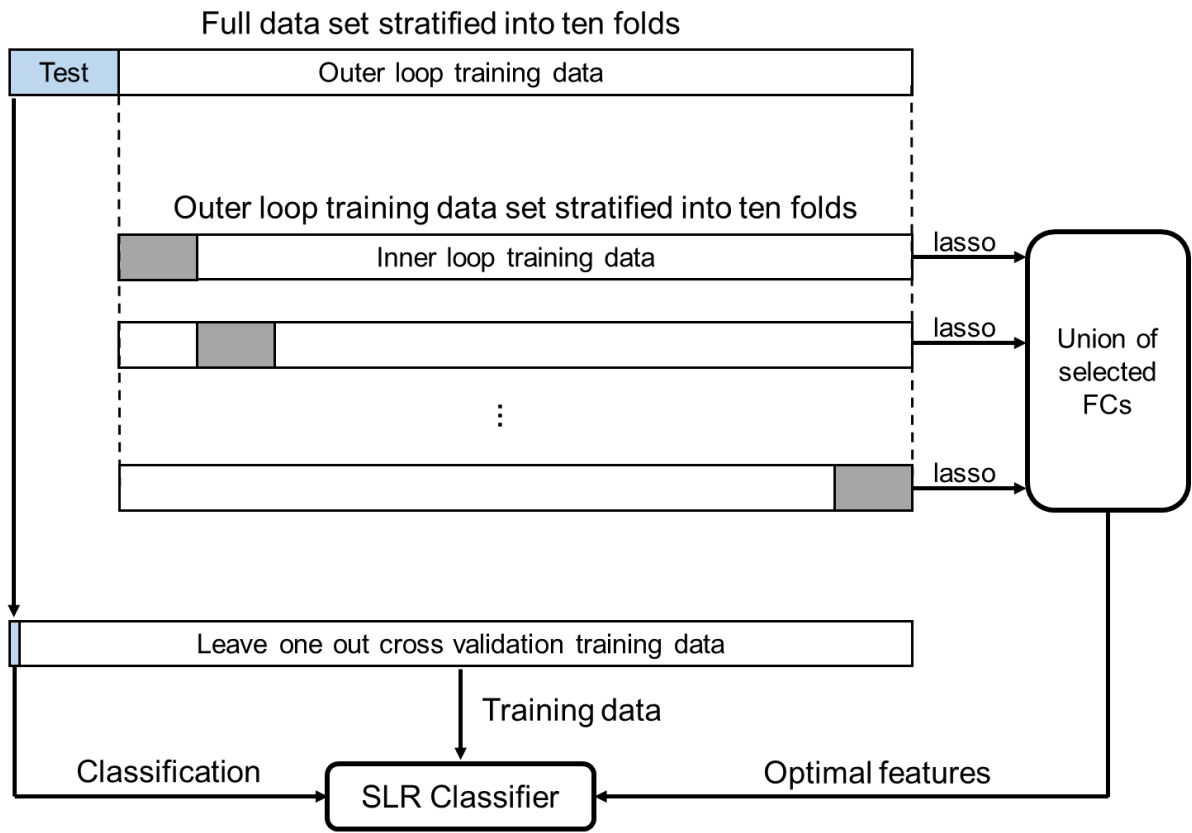 Full data set stratified into ten folds
Test
Outer loop training data
Outer loop training data set stratified into ten folds
Inner loop training data
lasso
lasso
⋮
lasso
Union of
selected
FCs
Leave one out cross validation training data
Training data
Classification
Optimal features
SLR Classifier